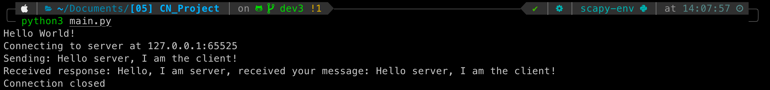 ~/Documents/[05] CN_Project on dev3 !1 ✔ scapy-env at 14:07:57
python3 main.py
Hello World!
Connecting to server at 127.0.0.1:65525
Sending: Hello server, I am the client!
Received response: Hello, I am server, received your message: Hello server, I am the client!
Connection closed